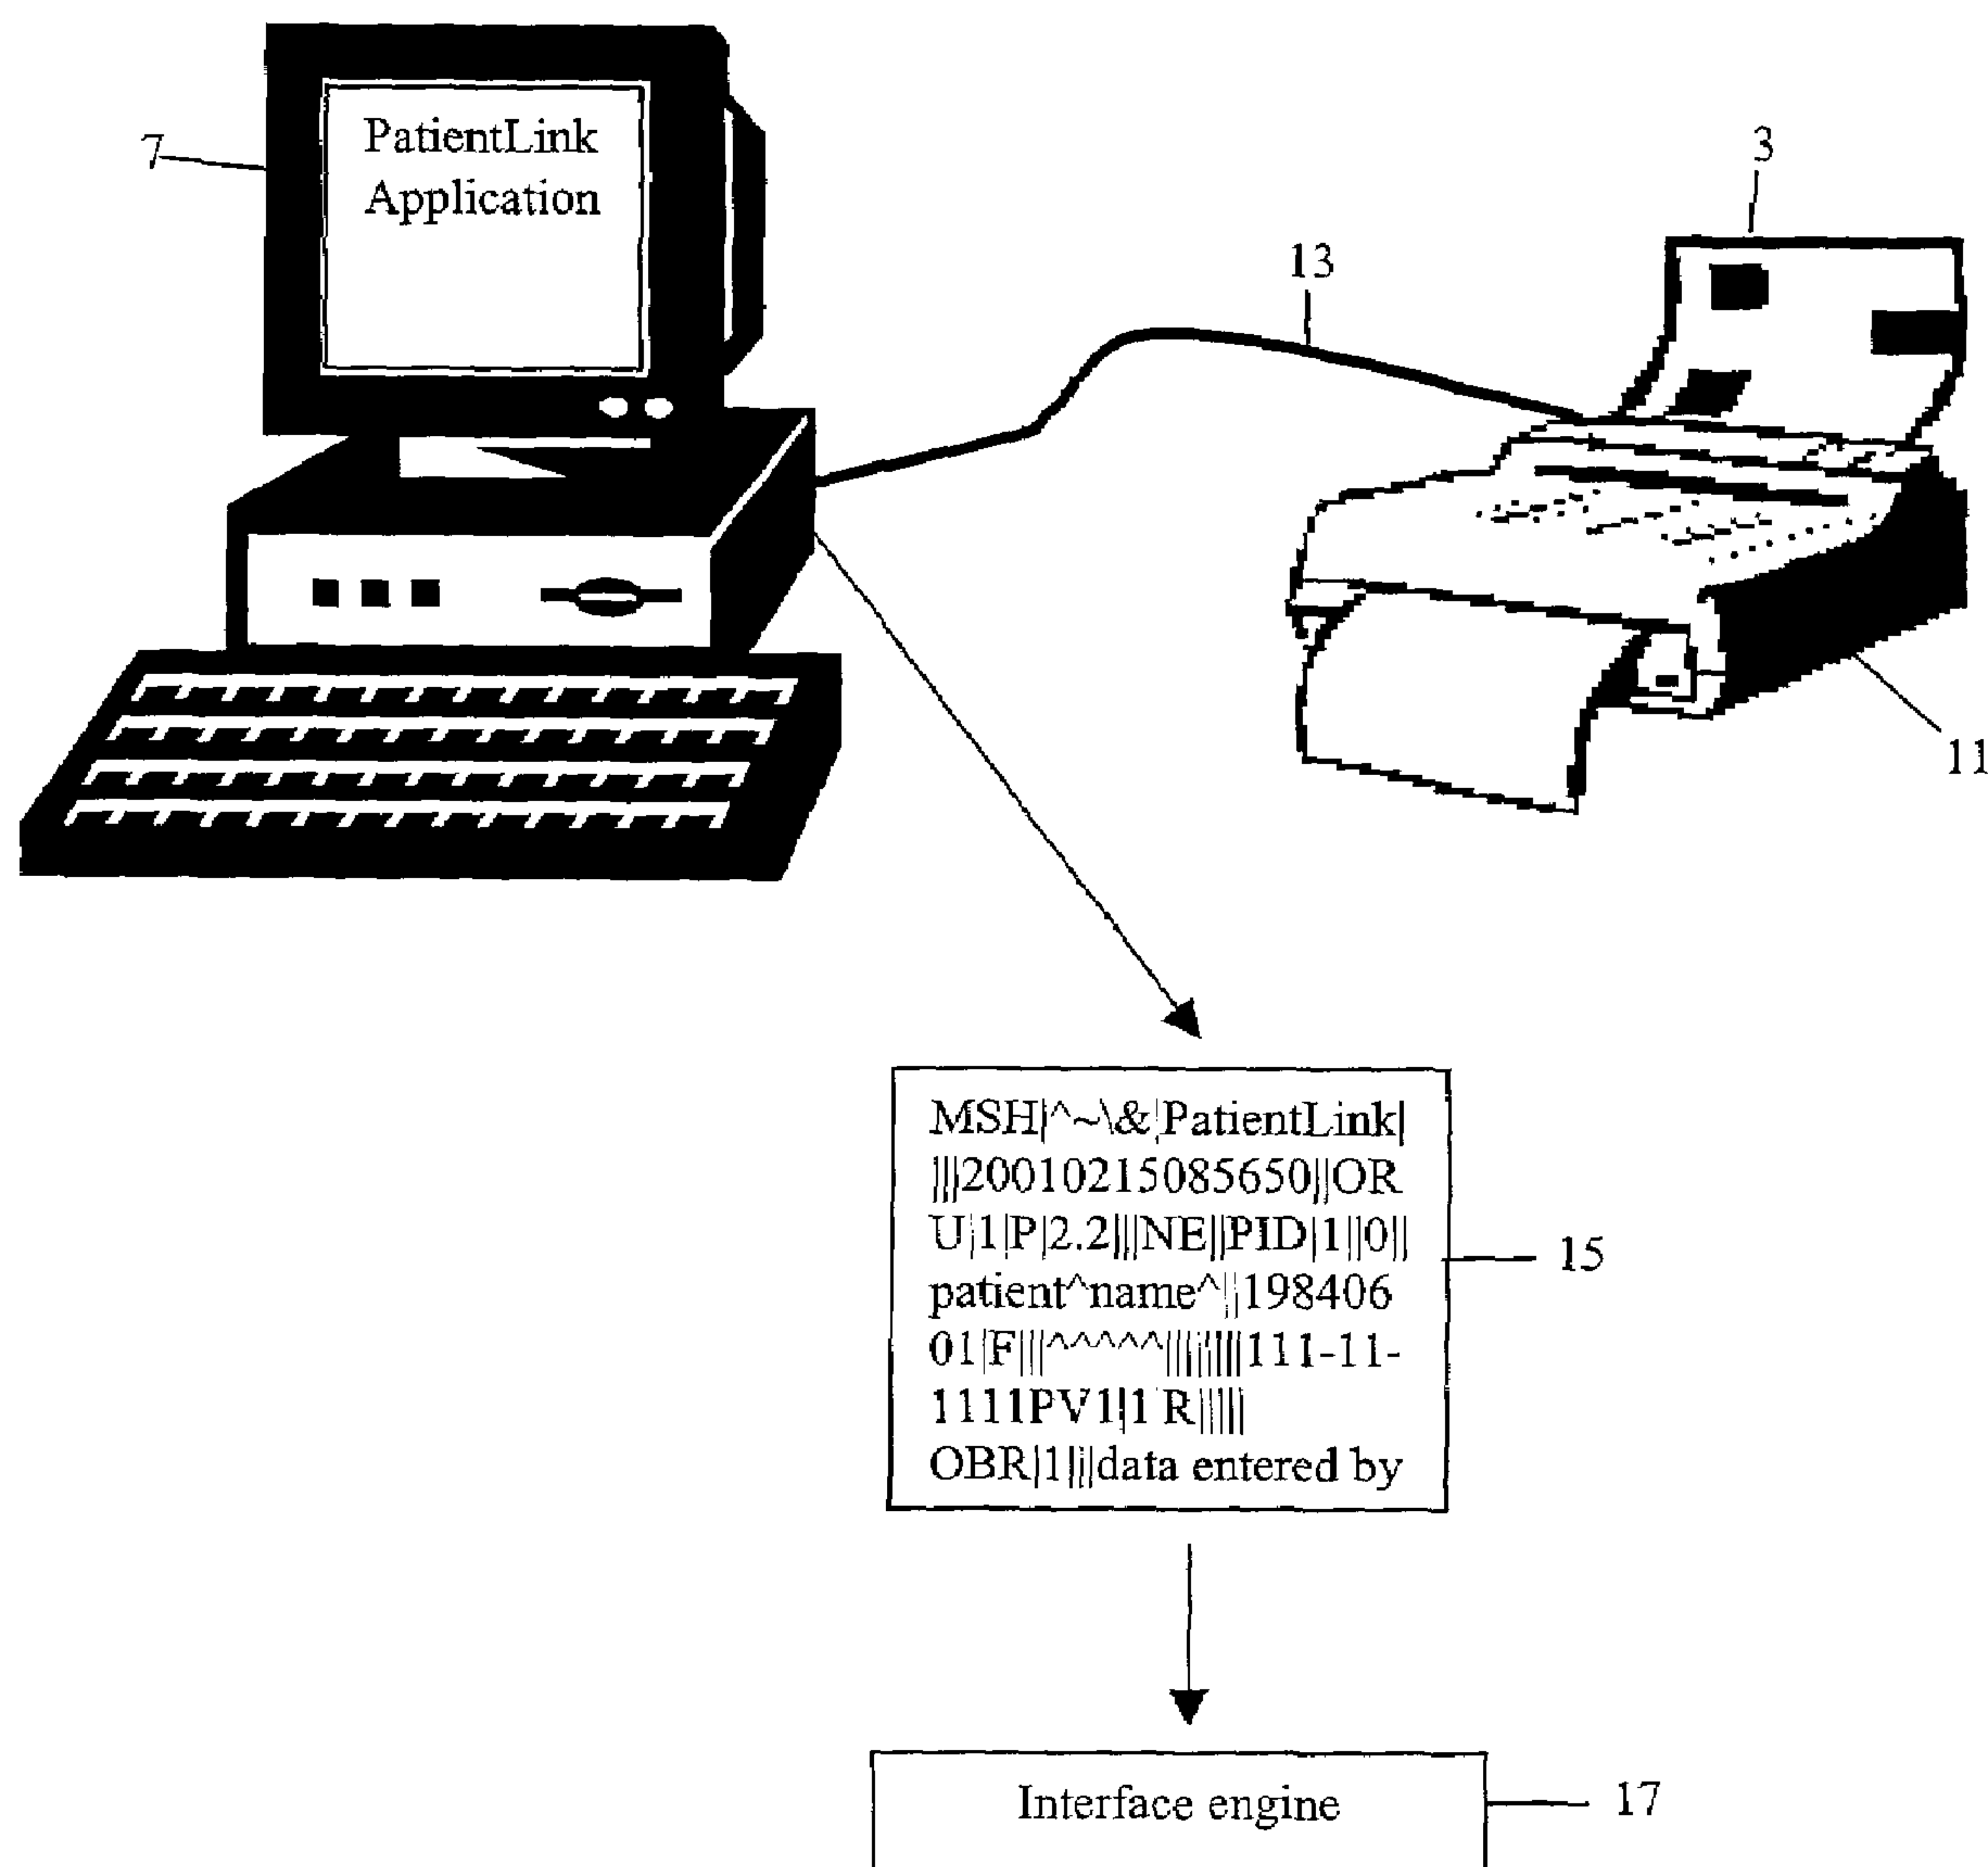 PatientLink
Application
7
3
13
11
MSH|^~\&|PatientLink|
|||20010215085650||OR
U|1|P|2.2|||NE||PID|1||0||
patient^name^||198406
01|F|||^^^^^^|||||||||111-11-
1111PV1|1 R||||||
OBR|1|||data entered by
15
Interface engine
17